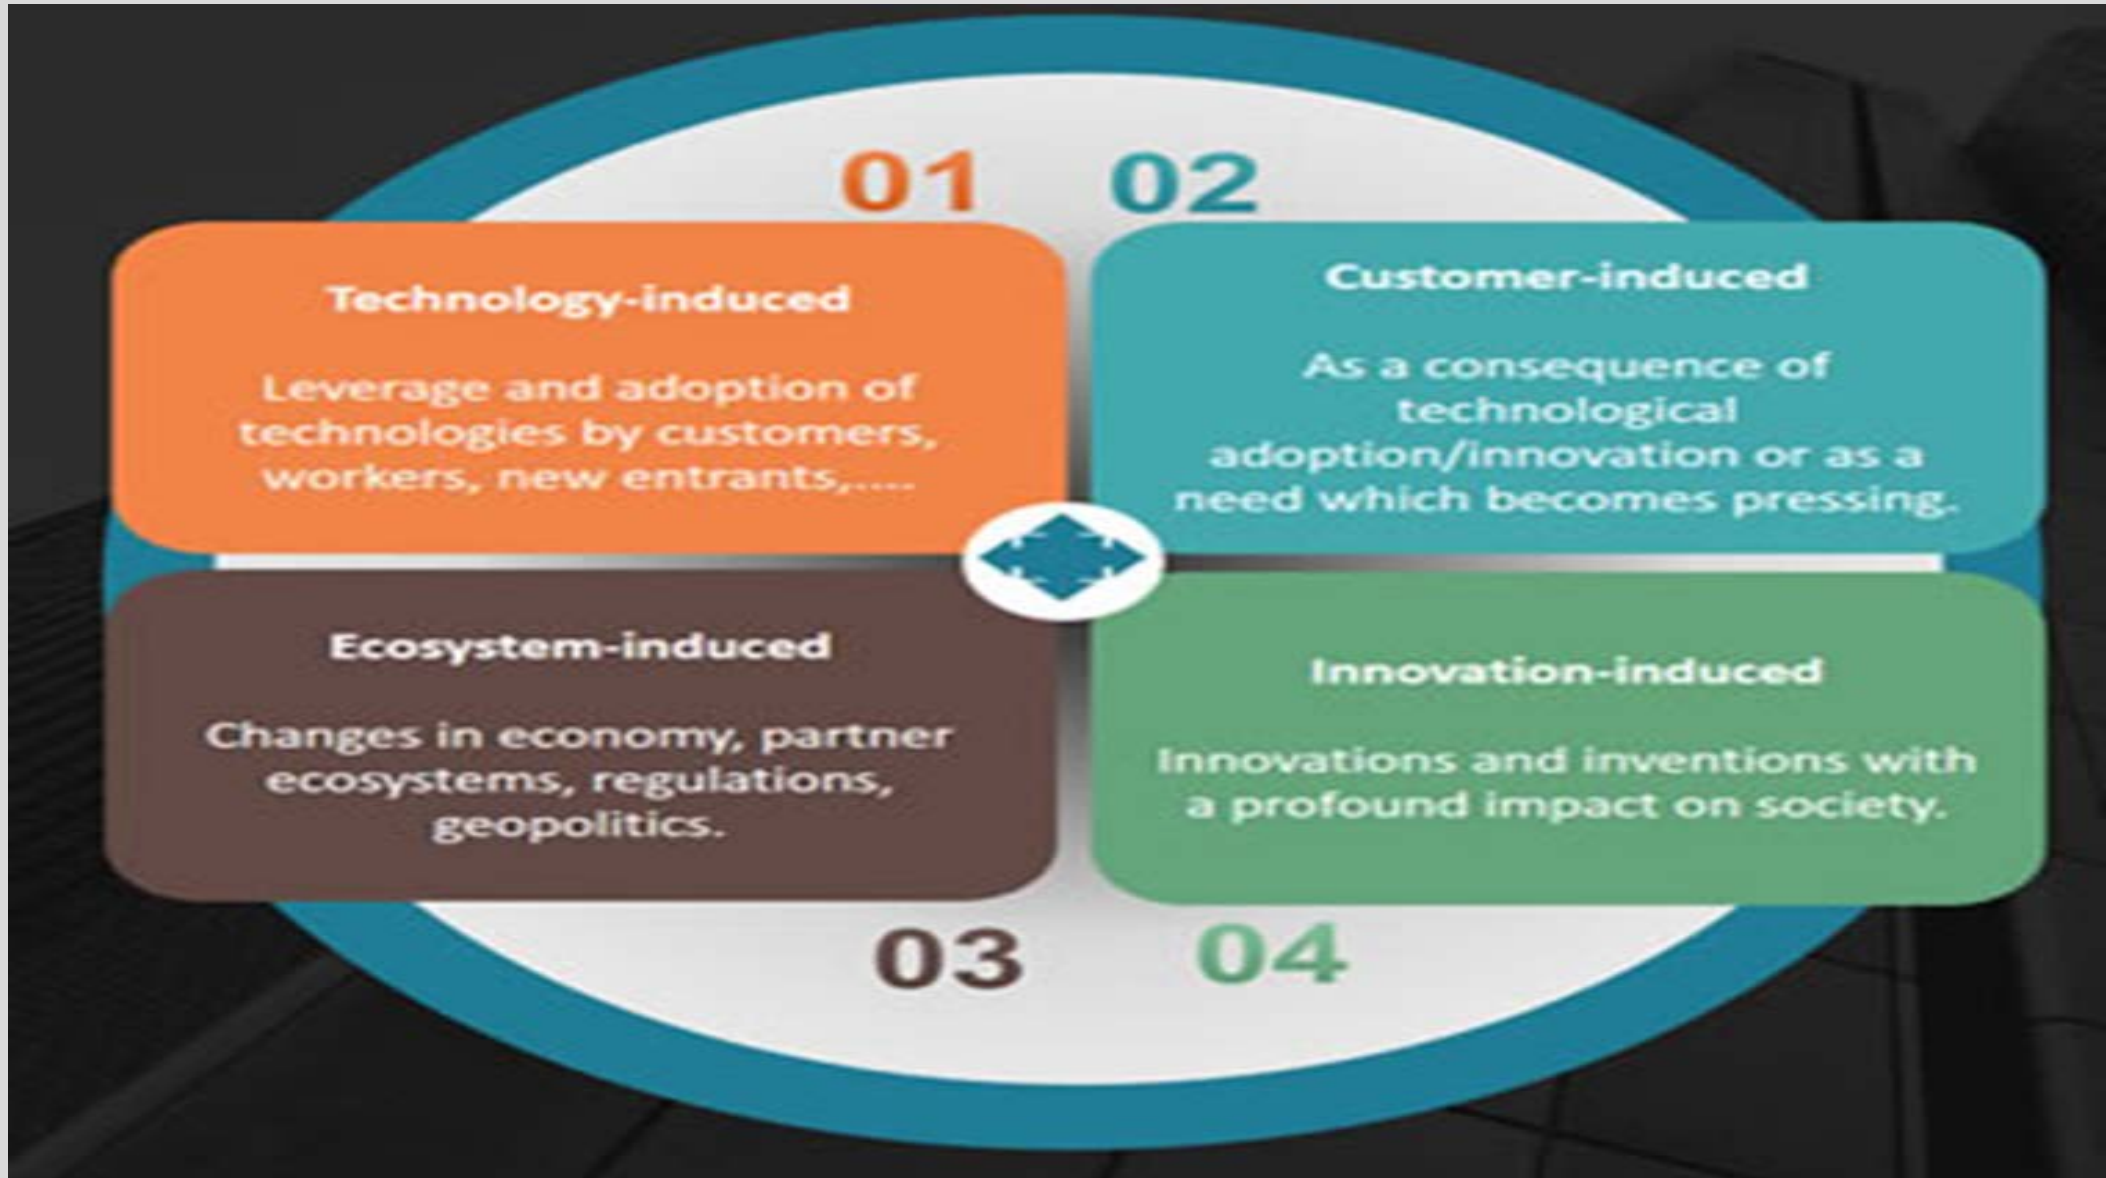 01
02
Technology-induced
Leverage and adoption of
technologies by customers,
workers, new entrants,....
Customer-induced
As a consequence of
technological
adoption/innovation or as a
need which becomes pressing.
Ecosystem-induced
Changes in economy, partner
ecosystems, regulations,
geopolitics.
Innovation-induced
Innovations and inventions with
a profound impact on society.
03
04